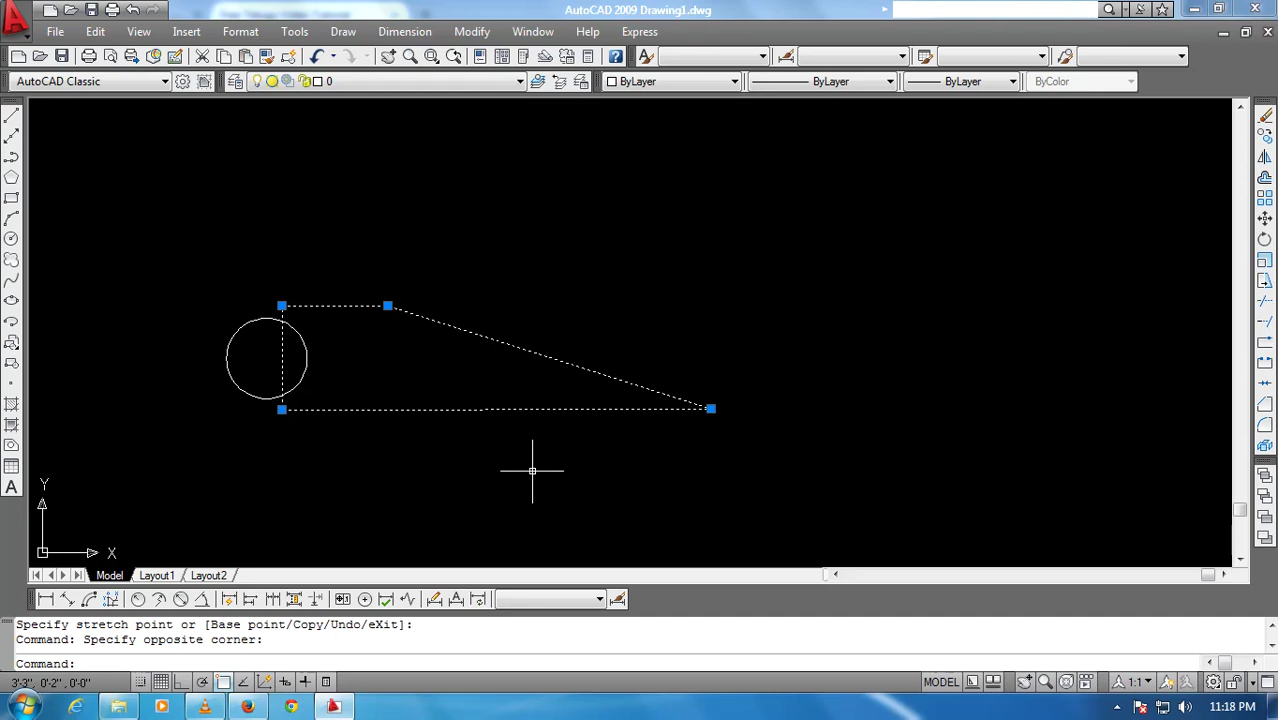 AutoCAD 2009 Drawing1.dwg
File Edit View Insert Format Tools Draw Dimension Modify Window Help Express
AutoCAD Classic 0 ByLayer ByLayer ByLayer ByColor
Y
X
A
Model Layout1 Layout2
Specify stretch point or [Base point/Copy/Undo/eXit]:
Command: Specify opposite corner:
Command:
3'-3", 0'-2" , 0'-0" MODEL 1:1
11:18 PM